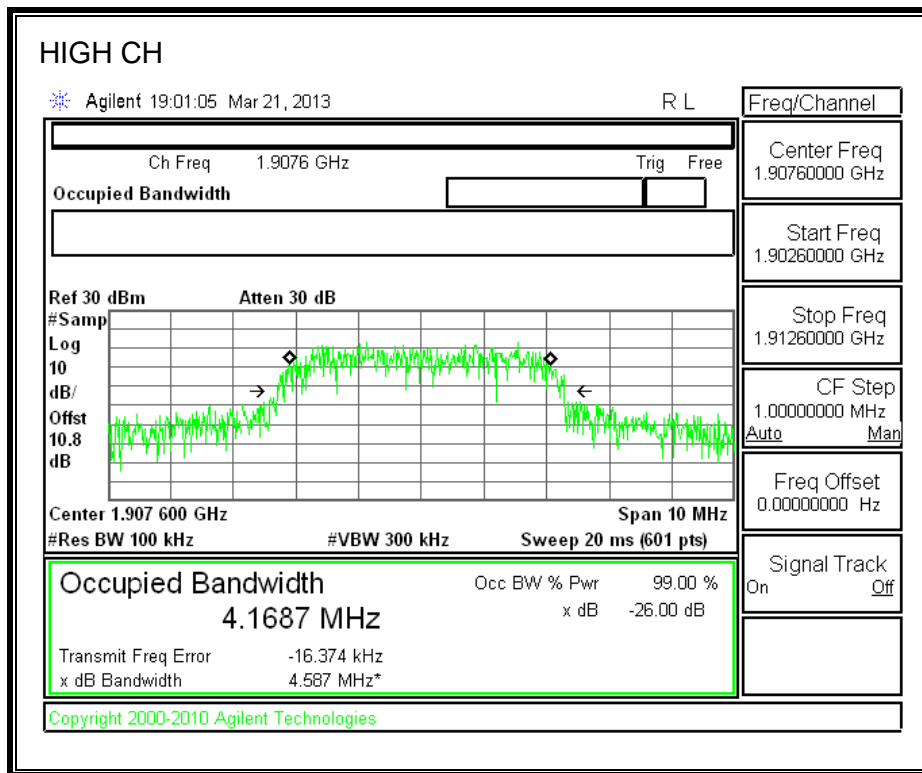 HIGH CH
Agilent 19:01:05 Mar 21, 2013 R L
Freq/Channel
Ch Freq 1.9076 GHz Trig Free
Occupied Bandwidth
Center Freq
1.90760000 GHz
Start Freq
1.90260000 GHz
Stop Freq
1.91260000 GHz
CF Step
1.00000000 MHz
Auto Man
Freq Offset
0.00000000 Hz
Signal Track
On Off
Ref 30 dBm Atten 30 dB
#Samp
Log
10
dB/
Offst
10.8
dB
Center 1.907 600 GHz Span 10 MHz
#Res BW 100 kHz #VBW 300 kHz Sweep 20 ms (601 pts)
Occupied Bandwidth Occ BW % Pwr 99.00 %
4.1687 MHz x dB -26.00 dB
Transmit Freq Error -16.374 kHz
x dB Bandwidth 4.587 MHz*
Copyright 2000-2010 Agilent Technologies